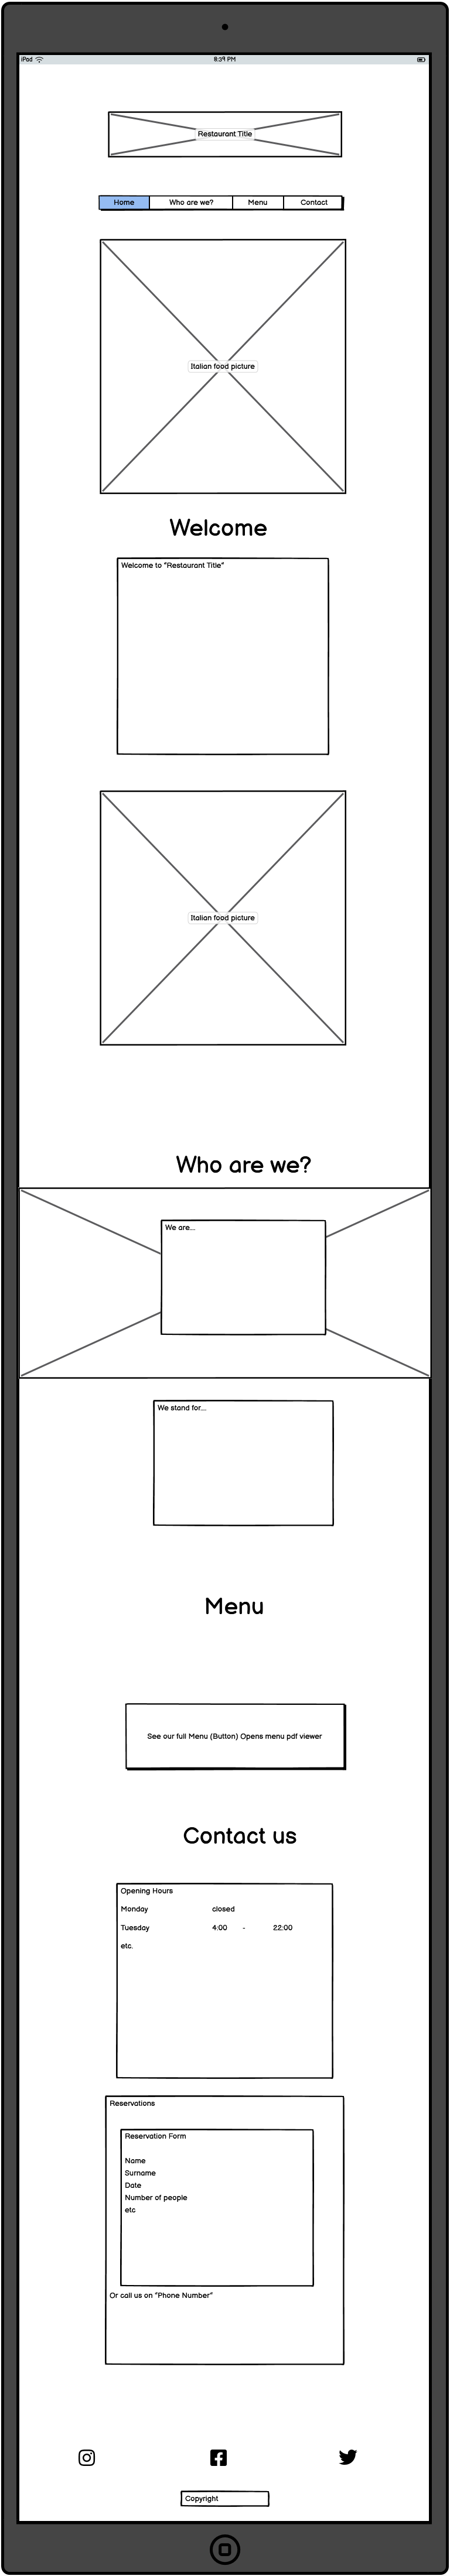 iPad 8:39 PM
Restaurant Title
Home Who are we? Menu Contact
Italian food picture
Welcome
Welcome to "Restaurant Title"
Italian food picture
Who are we?
We are...
We stand for...
Menu
See our full Menu (Button) Opens menu pdf viewer
Contact us
Opening Hours
Monday closed
Tuesday 4:00 - 22:00
etc.
Reservations
Reservation Form
Name
Surname
Date
Number of people
etc
Or call us on "Phone Number"
Copyright